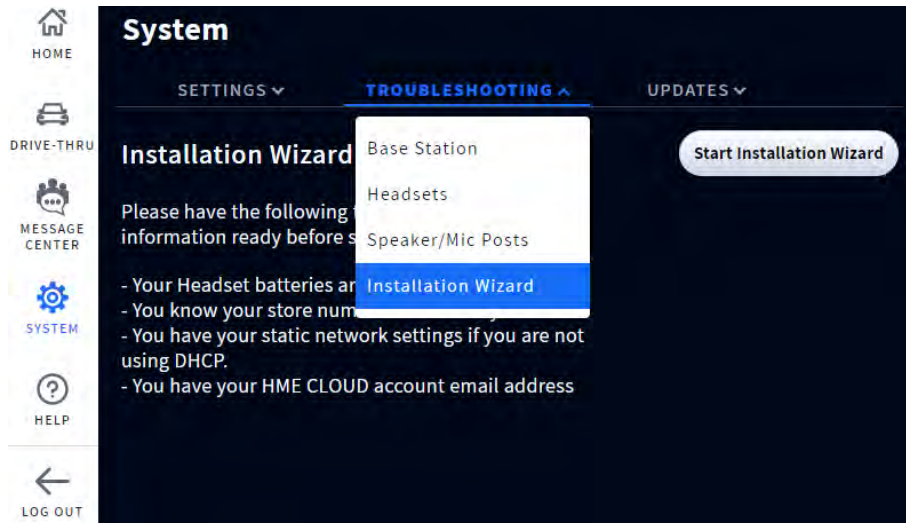 HOME
DRIVE-THRU
MESSAGE
CENTER
SYSTEM
HELP
LOG OUT
System
SETTINGS
TROUBLESHOOTING
UPDATES
Base Station
Headsets
Speaker/Mic Posts
Installation Wizard
Installation Wizard
Start Installation Wizard
Please have the following
information ready before
- Your Headset batteries
- You know your store
- You have your static network settings if you are not
using DHCP.
- You have your HME CLOUD account email address